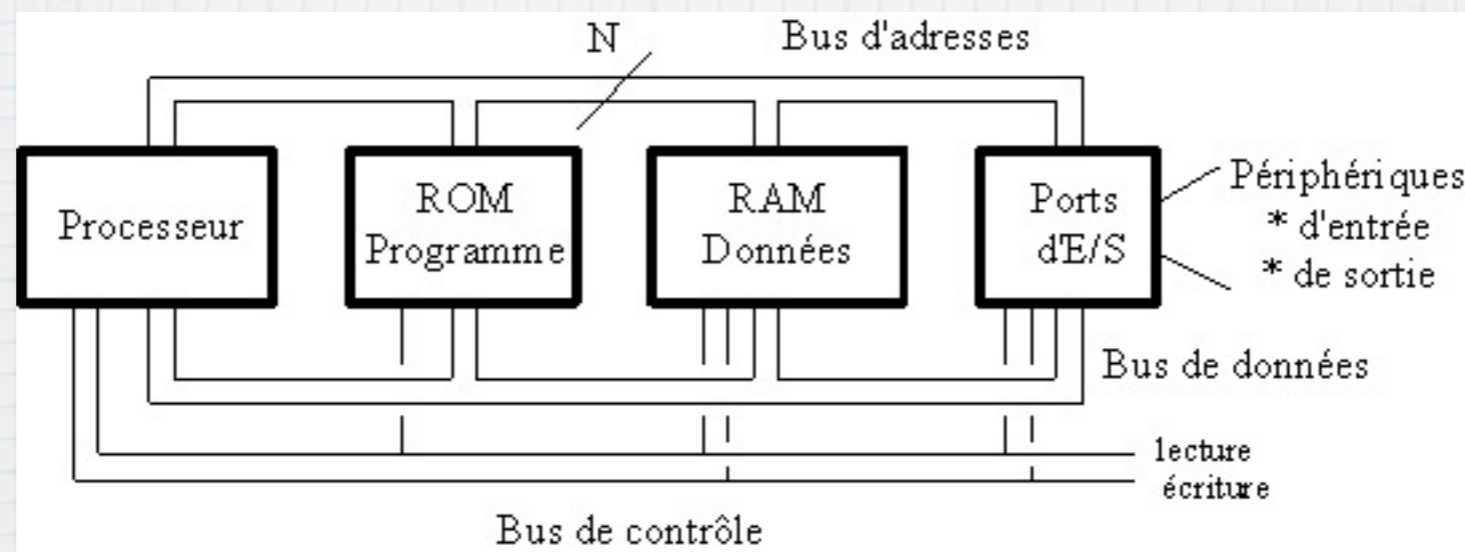 N
Bus d'adresses
Processeur
ROM
Programme
RAM
Données
Ports
d'E/S
Périphériques
* d'entrée
* de sortie
Bus de données
lecture
écriture
Bus de contrôle